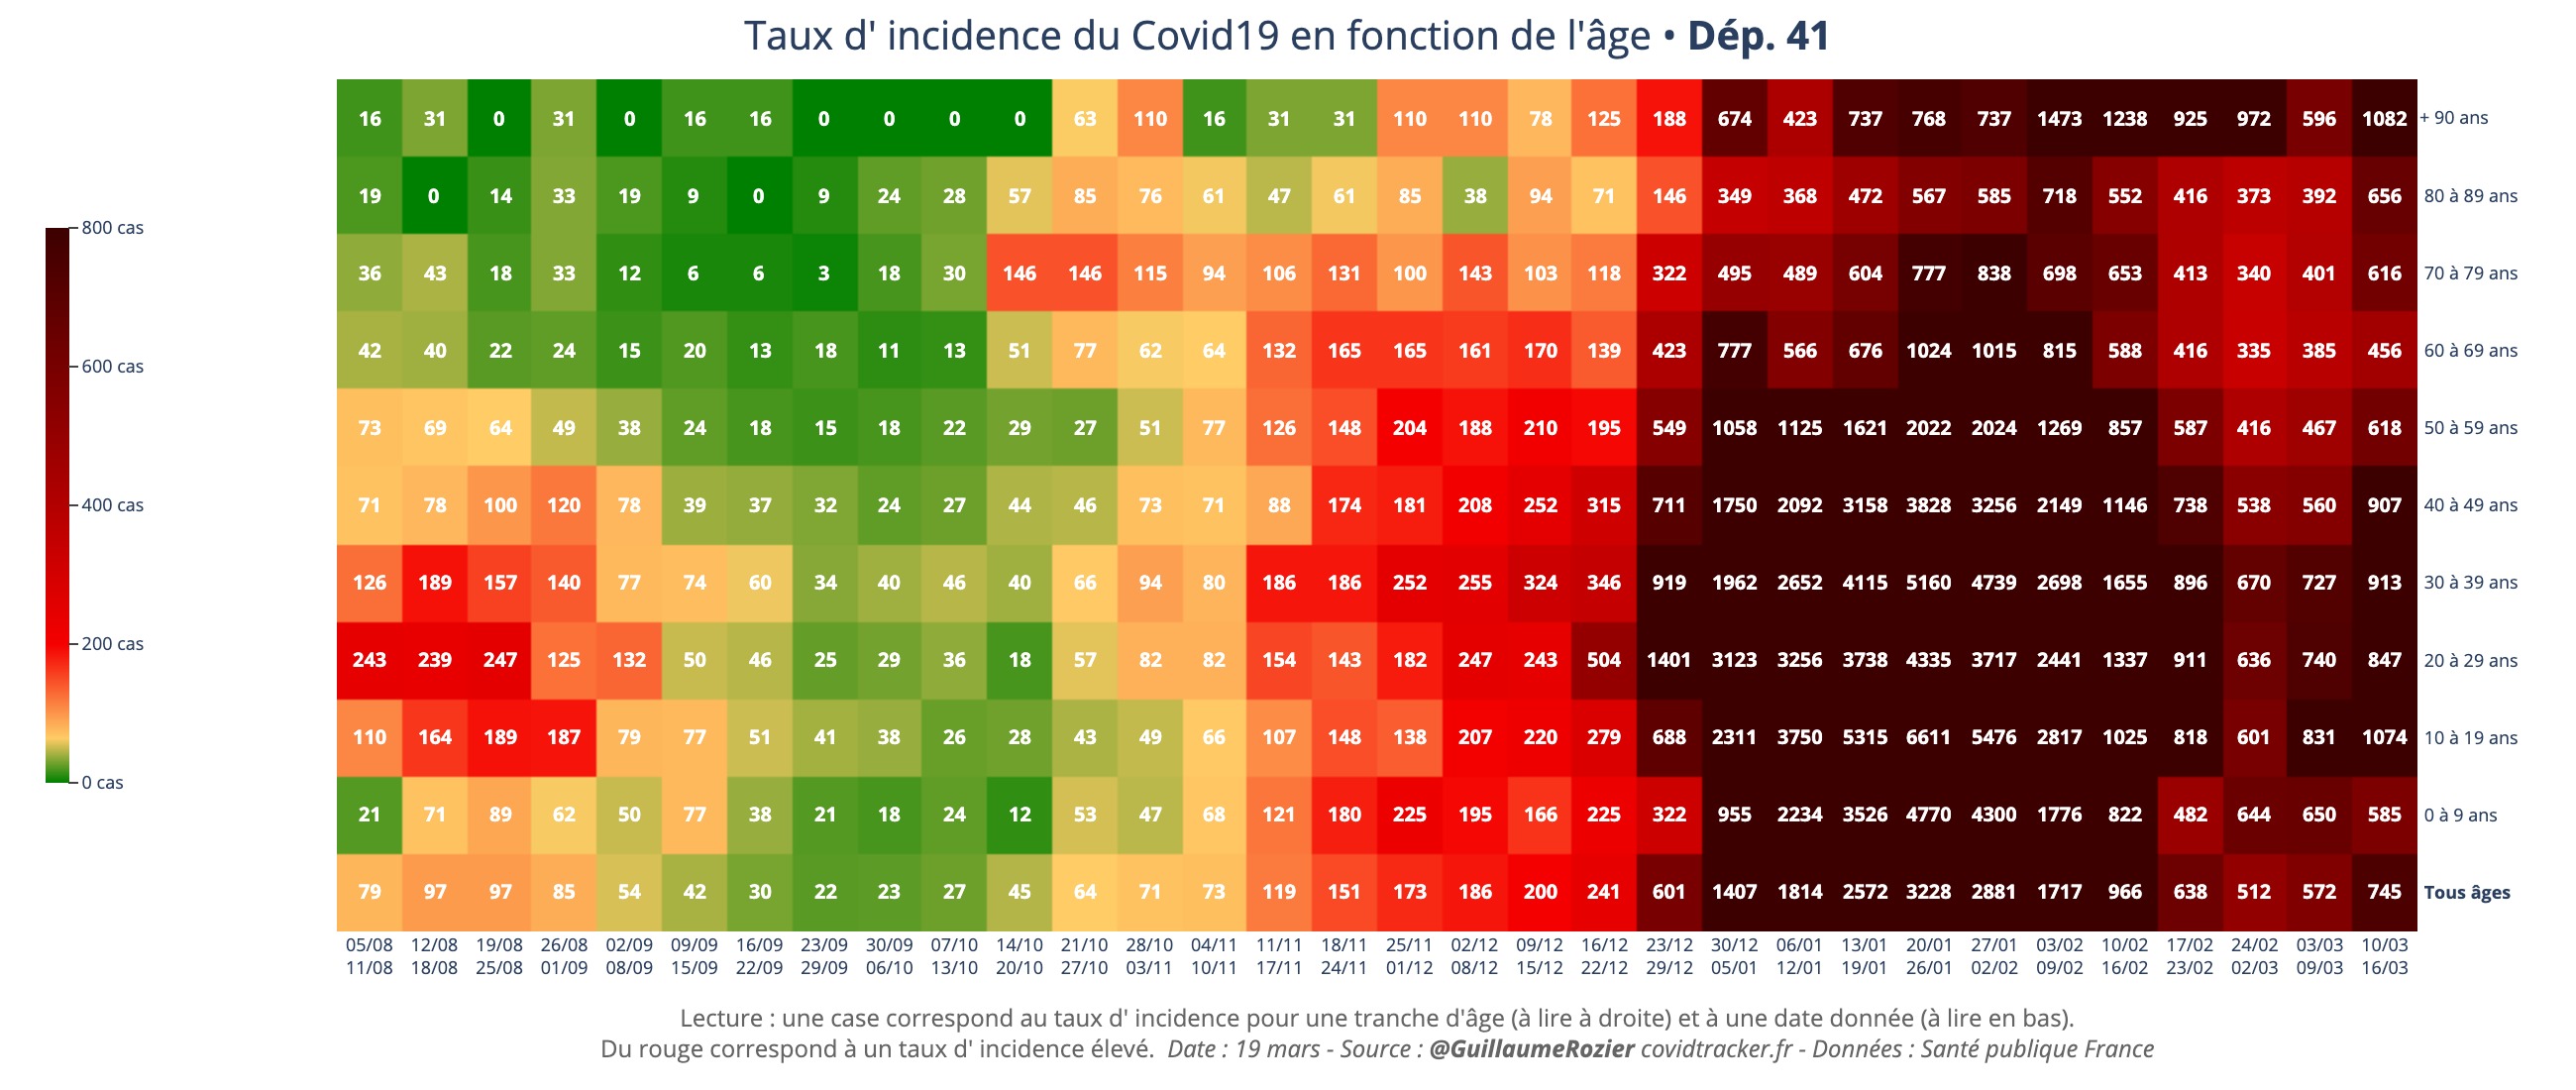 Taux d' incidence du Covid19 en fonction de l'âge • Dép. 41
16 31 0 31 0 16 16 0 0 0 0 63 110 16 31 31 110 110 78 125 188 674 423 737 768 737 1473 1238 925 972 596 1082 + 90 ans
19 0 14 33 19 9 0 9 24 28 57 85 76 61 47 61 85 38 94 71 146 349 368 472 567 585 718 552 416 373 392 656 80 à 89 ans
800 cas
36 43 18 33 12 6 6 3 18 30 146 146 115 94 106 131 100 143 103 118 322 495 489 604 777 838 698 653 413 340 401 616 70 à 79 ans
42 40 22 24 15 20 13 18 11 13 51 77 62 64 132 165 165 161 170 139 423 777 566 676 1024 1015 815 588 416 335 385 456 60 à 69 ans
600 cas
73 69 64 49 38 24 18 15 18 22 29 27 51 77 126 148 204 188 210 195 549 1058 1125 1621 2022 2024 1269 857 587 416 467 618 50 à 59 ans
400 cas
71 78 100 120 78 39 37 32 24 27 44 46 73 71 88 174 181 208 252 315 711 1750 2092 3158 3828 3256 2149 1146 738 538 560 907 40 à 49 ans
126 189 157 140 77 74 60 34 40 46 40 66 94 80 186 186 252 255 324 346 919 1962 2652 4115 5160 4739 2698 1655 896 670 727 913 30 à 39 ans
200 cas
243 239 247 125 132 50 46 25 29 36 18 57 82 82 154 143 182 247 243 504 1401 3123 3256 3738 4335 3717 2441 1337 911 636 740 847 20 à 29 ans
110 164 189 187 79 77 51 41 38 26 28 43 49 66 107 148 138 207 220 279 688 2311 3750 5315 6611 5476 2817 1025 818 601 831 1074 10 à 19 ans
0 cas
21 71 89 62 50 77 38 21 18 24 12 53 47 68 121 180 225 195 166 225 322 955 2234 3526 4770 4300 1776 822 482 644 650 585 0 à 9 ans
79 97 97 85 54 42 30 22 23 27 45 64 71 73 119 151 173 186 200 241 601 1407 1814 2572 3228 2881 1717 966 638 512 572 745 Tous âges
05/08 12/08 19/08 26/08 02/09 09/09 16/09 23/09 30/09 07/10 14/10 21/10 28/10 04/11 11/11 18/11 25/11 02/12 09/12 16/12 23/12 30/12 06/01 13/01 20/01 27/01 03/02 10/02 17/02 24/02 03/03 10/03
11/08 18/08 25/08 01/09 08/09 15/09 22/09 29/09 06/10 13/10 20/10 27/10 03/11 10/11 17/11 24/11 01/12 08/12 15/12 22/12 29/12 05/01 12/01 19/01 26/01 02/02 09/02 16/02 23/02 02/03 09/03 16/03
Lecture : une case correspond au taux d' incidence pour une tranche d'âge (à lire à droite) et à une date donnée (à lire en bas).
Du rouge correspond à un taux d' incidence élevé. Date : 19 mars - Source : @GuillaumeRozier covidtracker.fr - Données : Santé publique France